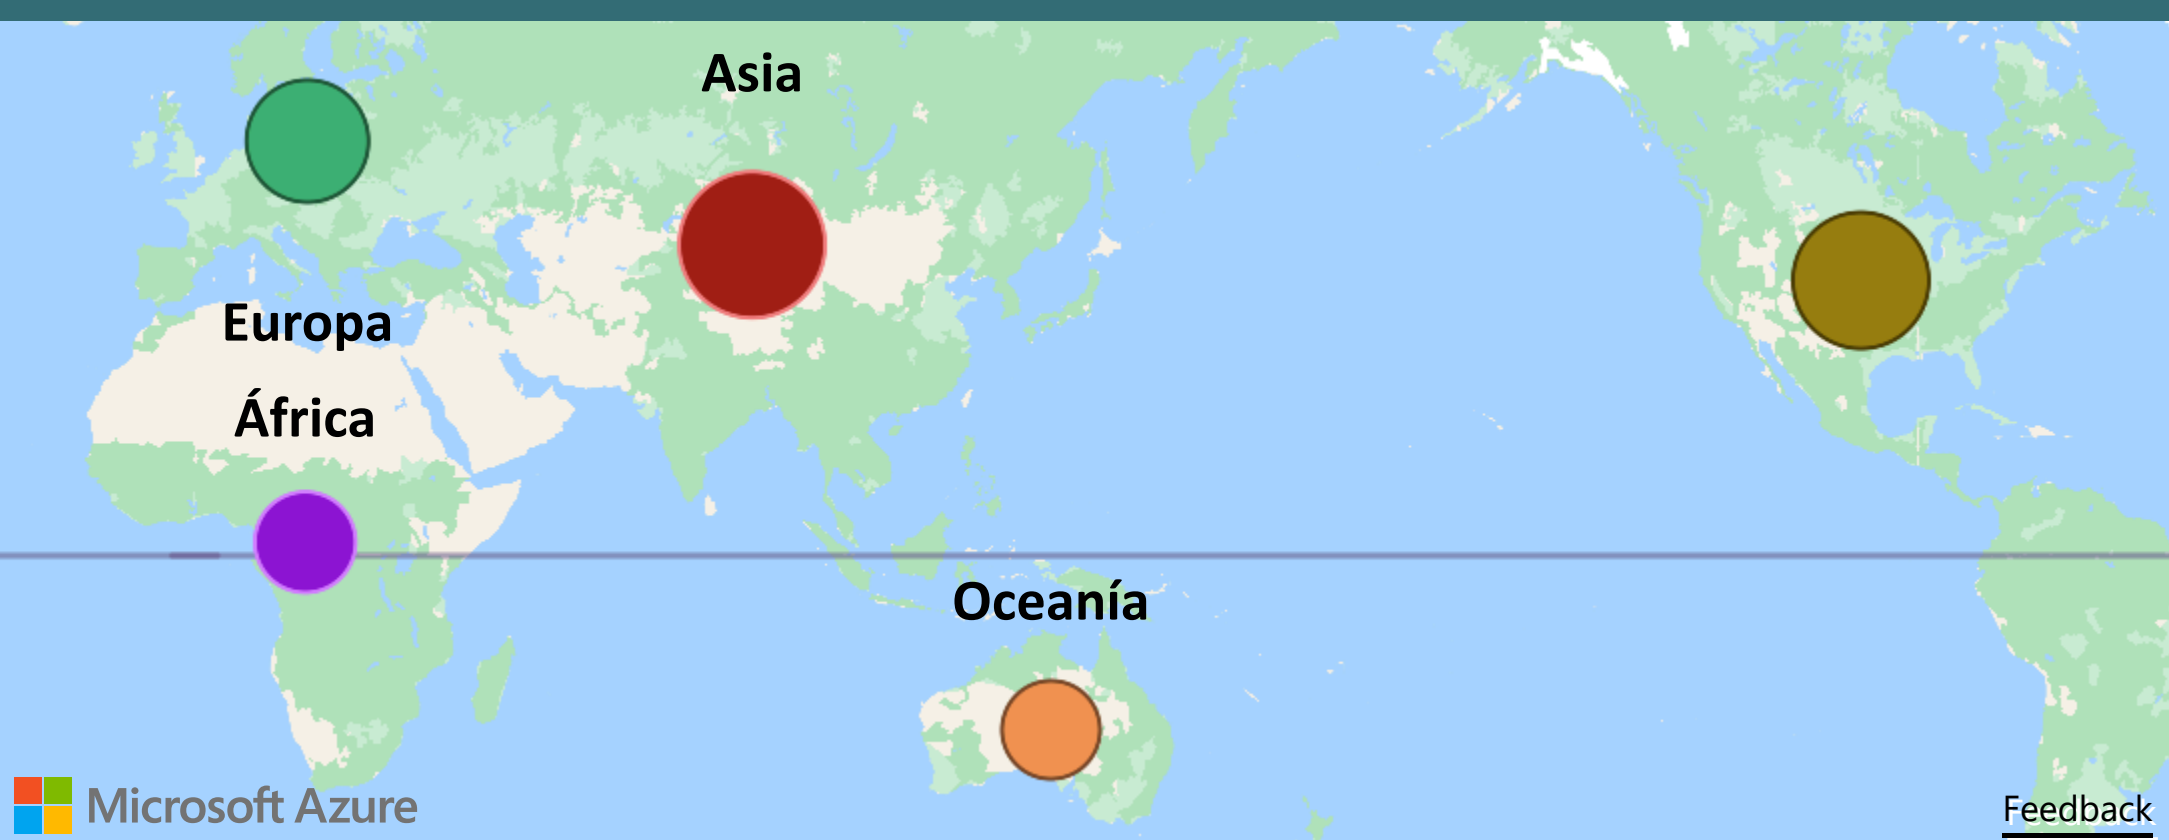 Asia
Europa
África
Oceanía
Microsoft Azure
Feedback